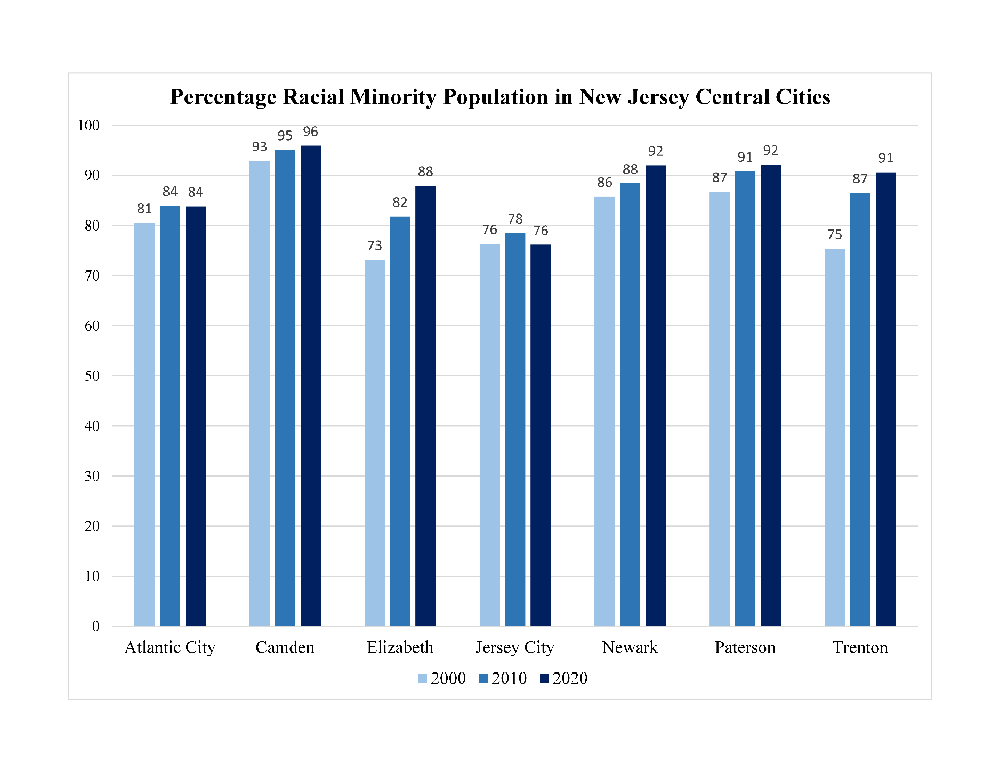 Percentage Racial Minority Population in New Jersey Central Cities
100
90
80
70
60
50
40
30
20
10
0
81 84 84
93 95 96
73 82 88
76 78 76
86 88 92
87 91 92
75 87 91
Atlantic City Camden Elizabeth Jersey City Newark Paterson Trenton
2000 2010 2020